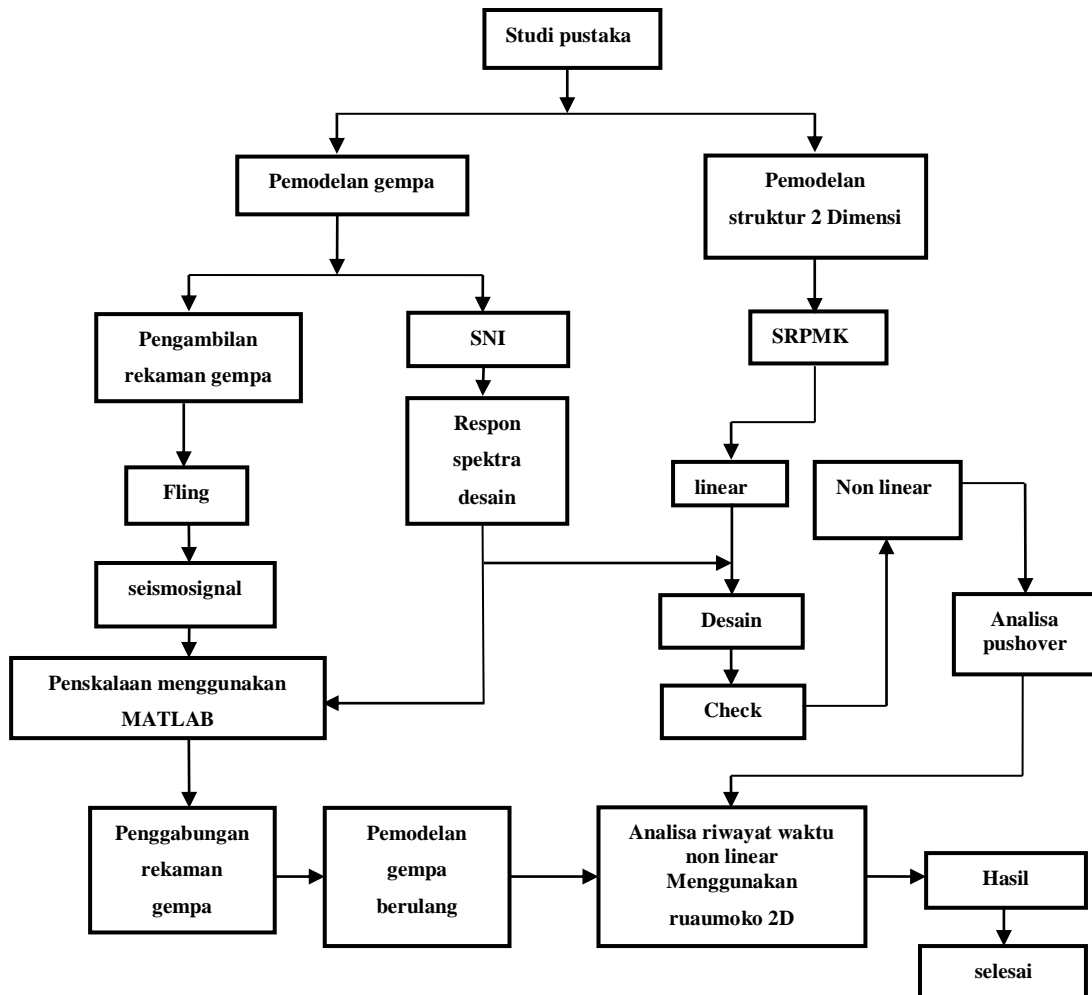 Studi pustaka
Pemodelan gempa
Pemodelan
struktur 2 Dimensi
Pengambilan
rekaman gempa
SNI
SRPMK
Respon
spektra
desain
Fling
linear
Non linear
seismosignal
Desain
Analisa
pushover
Penskalaan menggunakan
MATLAB
Check
Penggabungan
rekaman
gempa
Pemodelan
gempa
berulang
Analisa riwayat waktu
non linear
Menggunakan
ruaumoko 2D
Hasil
selesai